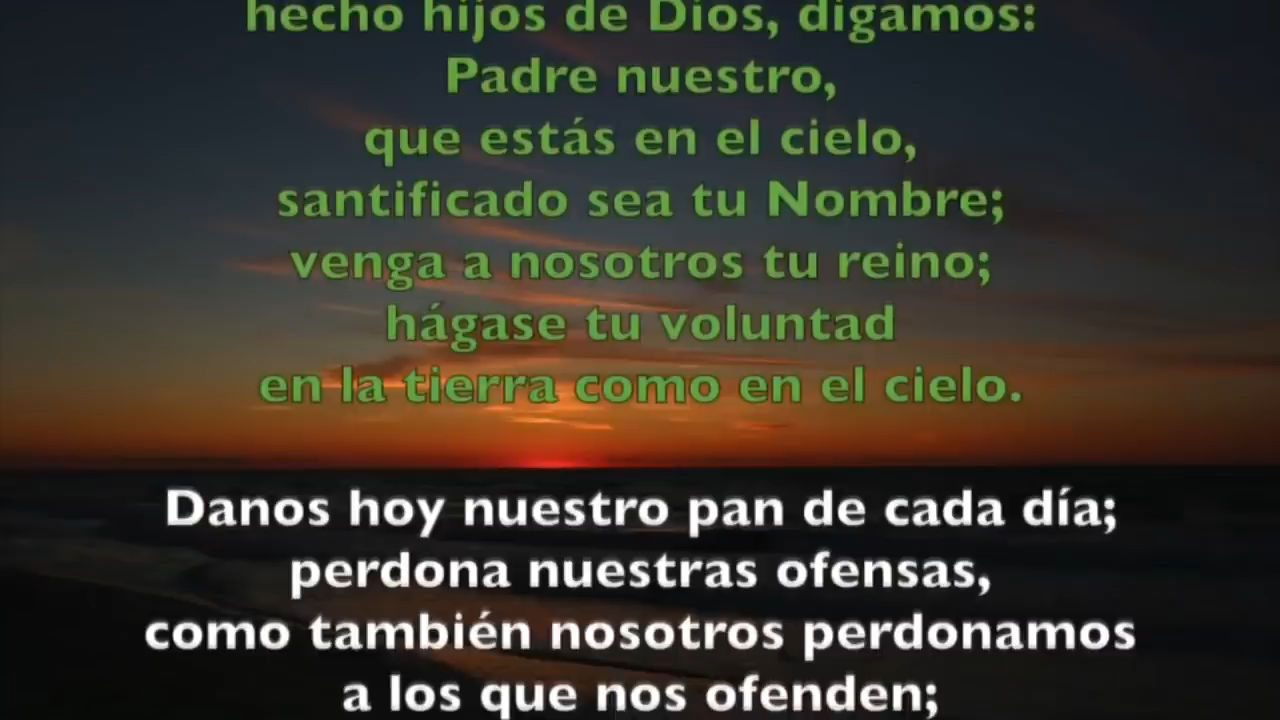 hecho hijos de Dios, digamos:
Padre nuestro,
que estás en el cielo,
santificado sea tu Nombre;
venga a nosotros tu reino;
hágase tu voluntad
en la tierra como en el cielo.
Danos hoy nuestro pan de cada día;
perdona nuestras ofensas,
como también nosotros perdonamos
a los que nos ofenden;